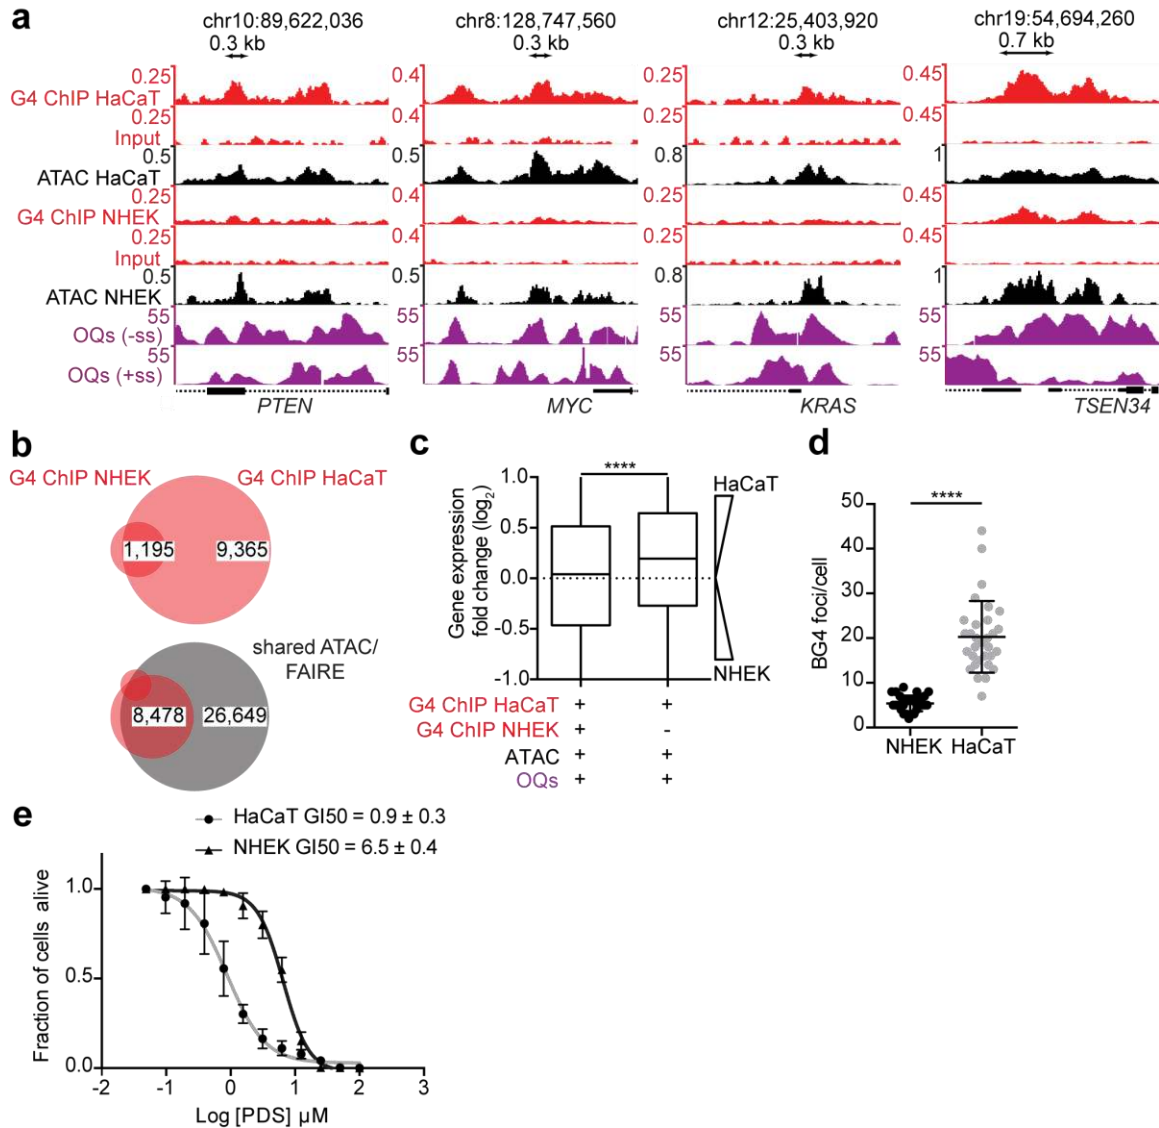 a
chr10:89,622,036 chr8:128,747,560 chr12:25,403,920 chr19:54,694,260
0.3 kb 0.3 kb 0.3 kb 0.7 kb
0.25 0.4 0.25 0.45
G4 ChIP HaCaT
0.25 0.4 0.25 0.45
Input
0.5 0.5 0.8 1
ATAC HaCaT
0.25 0.4 0.25 0.45
G4 ChIP NHEK
0.25 0.4 0.25 0.45
Input
0.5 0.5 0.8 1
ATAC NHEK
55 55 55 55
OQs (-ss)
55 55 55 55
OQs (+ss)
PTEN MYC KRAS TSEN34
b
G4 ChIP NHEK G4 ChIP HaCaT
1,195 9,365
shared ATAC/
FAIRE
8,478 26,649
c
Gene expression
fold change (log2)
1.0
0.5
0.0
-0.5
-1.0
****
HaCaT
NHEK
G4 ChIP HaCaT + +
G4 ChIP NHEK + -
ATAC + +
OQs + +
d
BG4 foci/cell
50
40
30
20
10
0
****
NHEK HaCaT
e
HaCaT GI50 = 0.9 ± 0.3
NHEK GI50 = 6.5 ± 0.4
Fraction of cells alive
1.0
0.5
0.0
-2 -1 0 1 2 3
Log [PDS] µM